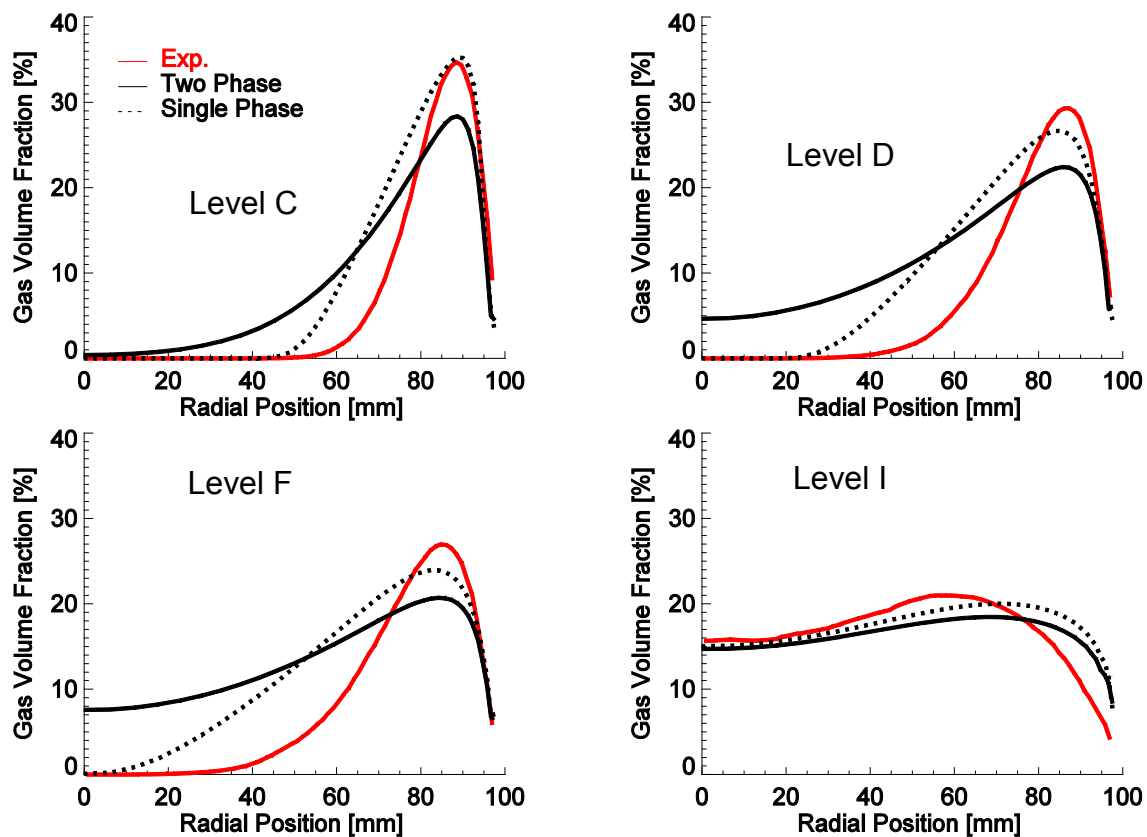 40
30
20
10
0
Gas Volume Fraction [%]
Exp.
Two Phase
Single Phase
Level C
0 20 40 60 80 100
Radial Position [mm]
40
30
20
10
0
Gas Volume Fraction [%]
Level D
0 20 40 60 80 100
Radial Position [mm]
40
30
20
10
0
Gas Volume Fraction [%]
Level F
0 20 40 60 80 100
Radial Position [mm]
40
30
20
10
0
Gas Volume Fraction [%]
Level I
0 20 40 60 80 100
Radial Position [mm]